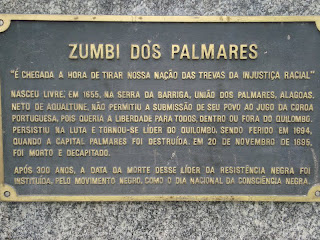 ZUMBI DOS PALMARES
"É CHEGADA A HORA DE TIRAR NOSSA NAÇÃO DAS TREVAS DA INJUSTIÇA RACIAL"
NASCEU LIVRE, EM 1655, NA SERRA DA BARRIGA, UNIÃO DOS PALMARES, ALAGOAS.
NETO DE AQUALTUNE, NÃO PERMITIU A SUBMISSÃO DE SEU POVO AO JUGO DA COROA
PORTUGUESA, POIS QUERIA A LIBERDADE PARA TODOS, DENTRO OU FORA DO QUILOMBO.
PERSISTIU NA LUTA E TORNOU-SE LÍDER DO QUILOMBO, SENDO FERIDO EM 1694,
QUANDO A CAPITAL PALMARES FOI DESTRUÍDA. EM 20 DE NOVEMBRO DE 1695,
FOI MORTO E DECAPITADO.
APÓS 300 ANOS, A DATA DA MORTE DESSE LÍDER DA RESISTÊNCIA NEGRA FOI
INSTITUÍDA, PELO MOVIMENTO NEGRO, COMO O DIA NACIONAL DA CONSCIÊNCIA NEGRA.